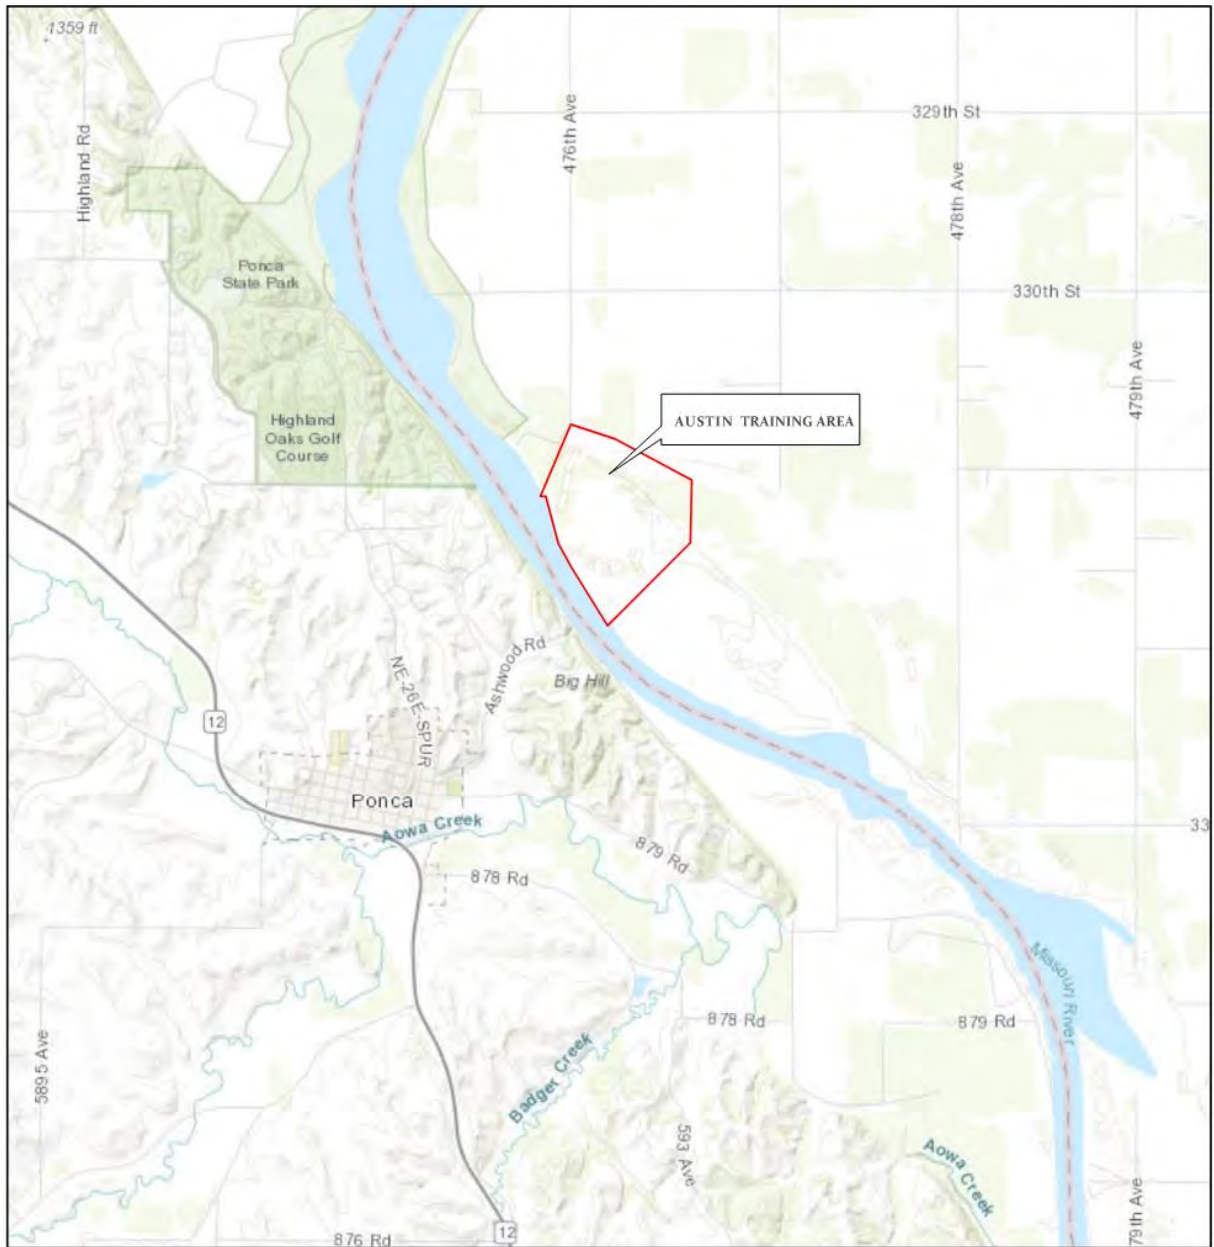 1359 ft
Highland Rd
476th Ave
329th St
478th Ave
Ponca
State Park
330th St
479th Ave
Highland
Oaks Golf
Course
AUSTIN TRAINING AREA
NE-26E-SPUR
Ashwood Rd
Big Hill
12
Ponca
Aowa Creek
33
879 Rd
878 Rd
Missouri River
878 Rd
879 Rd
5895 Ave
Badger Creek
593 Ave
Aowa Creek
79th Ave
12
876 Rd